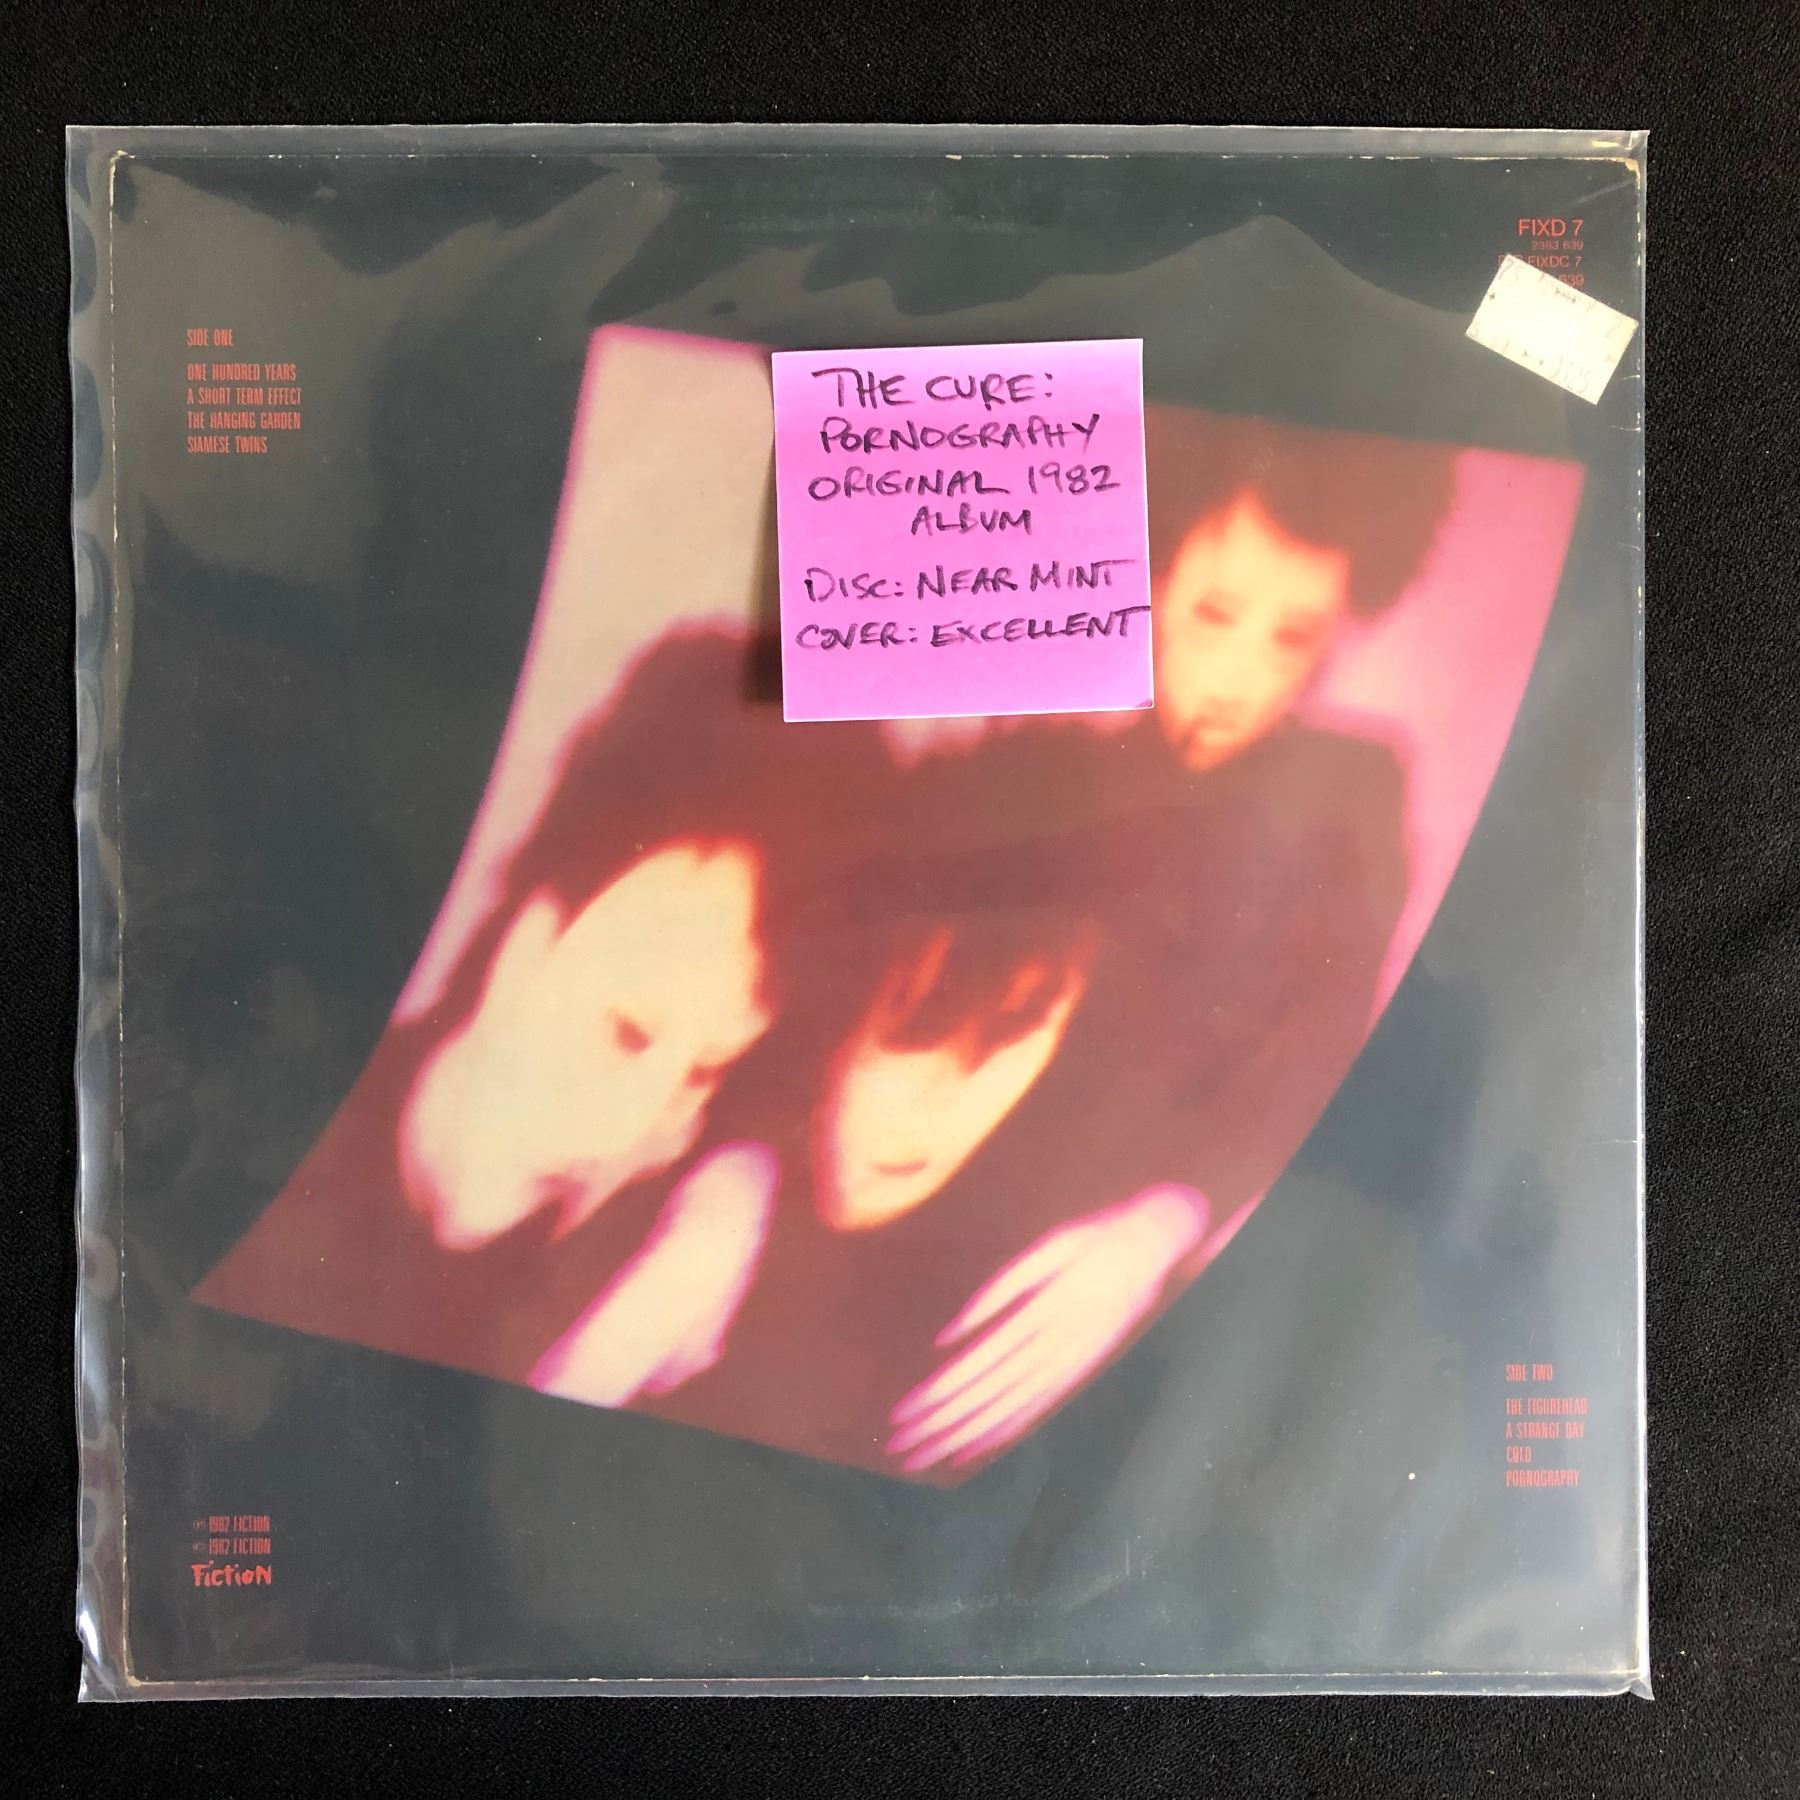 FIXD 7
2383 639
FIXDC 7
639
SIDE ONE
ONE HUNDRED YEARS
A SHORT TERM EFFECT
THE HANGING GARDEN
SIAMESE TWINS
THE CURE:
PORNOGRAPHY
ORIGINAL 1982
ALBUM
DISC: NEAR MINT
COVER: EXCELLENT
SIDE TWO
THE FIGUREHEAD
A STRANGE DAY
COLD
PORNOGRAPHY
℗ 1982 FICTION
© 1982 FICTION
Fiction